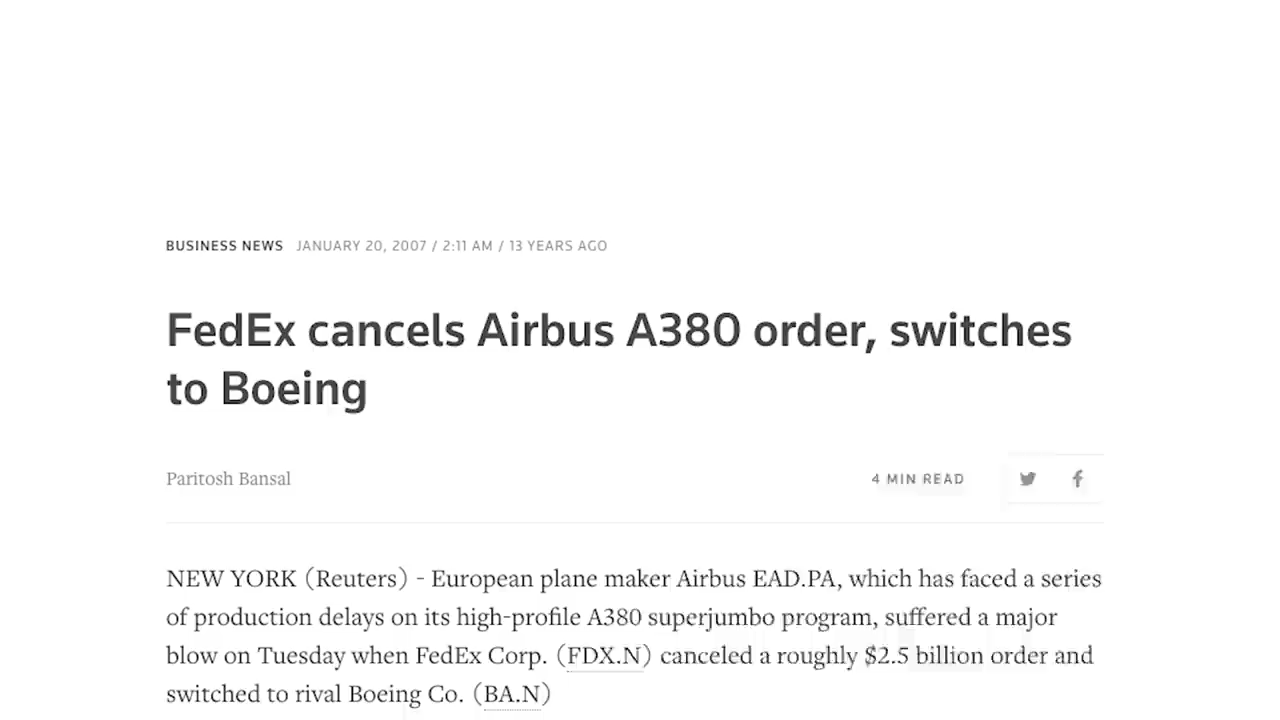 BUSINESS NEWS JANUARY 20, 2007 / 2:11 AM / 13 YEARS AGO
FedEx cancels Airbus A380 order, switches
to Boeing
Paritosh Bansal 4 MIN READ
NEW YORK (Reuters) - European plane maker Airbus EAD.PA, which has faced a series
of production delays on its high-profile A380 superjumbo program, suffered a major
blow on Tuesday when FedEx Corp. (FDX.N) canceled a roughly $2.5 billion order and
switched to rival Boeing Co. (BA.N)